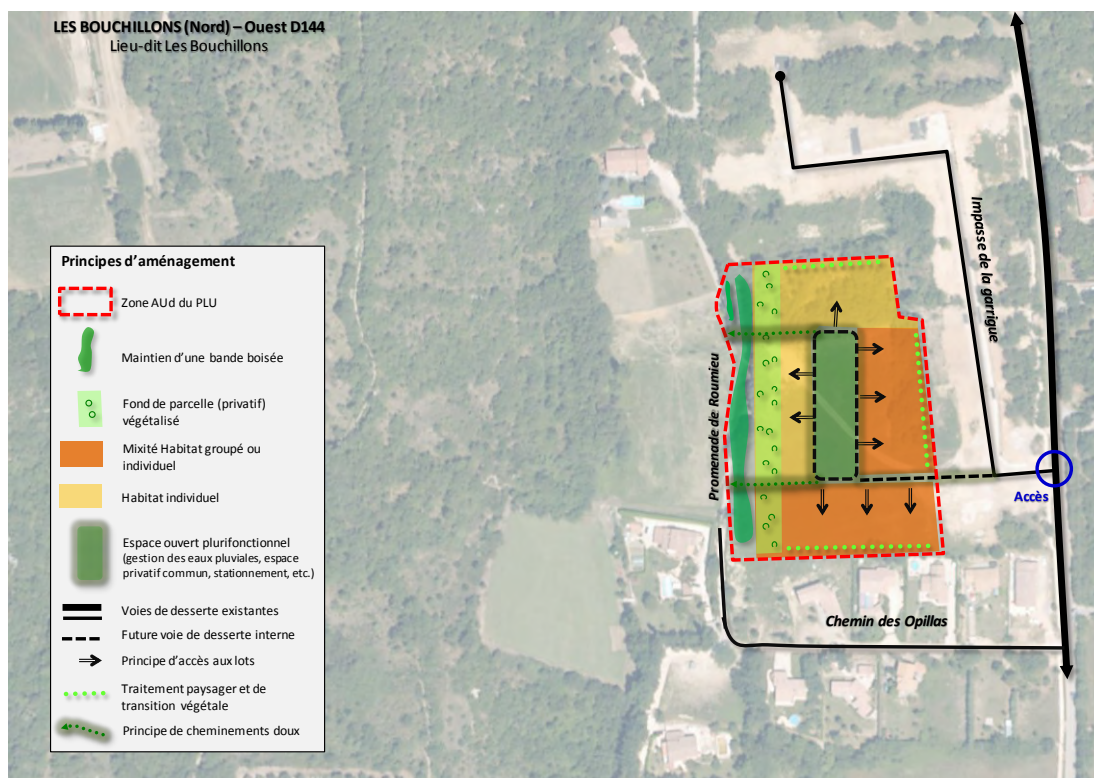 LES BOUCHILLONS (Nord) – Ouest D144
Lieu-dit Les Bouchillons
Principes d’aménagement
Zone AUd du PLU
Maintien d’une bande boisée
Fond de parcelle (privatif)
végétalisé
Mixité Habitat groupé ou
individuel
Habitat individuel
Espace ouvert plurifonctionnel
(gestion des eaux pluviales, espace
privatif commun, stationnement, etc.)
Voies de desserte existantes
Future voie de desserte interne
Principe d’accès aux lots
Traitement paysager et de
transition végétale
Principe de cheminements doux
Promenade de Roumieu
Impasse de la garrigue
Accès
Chemin des Opillas